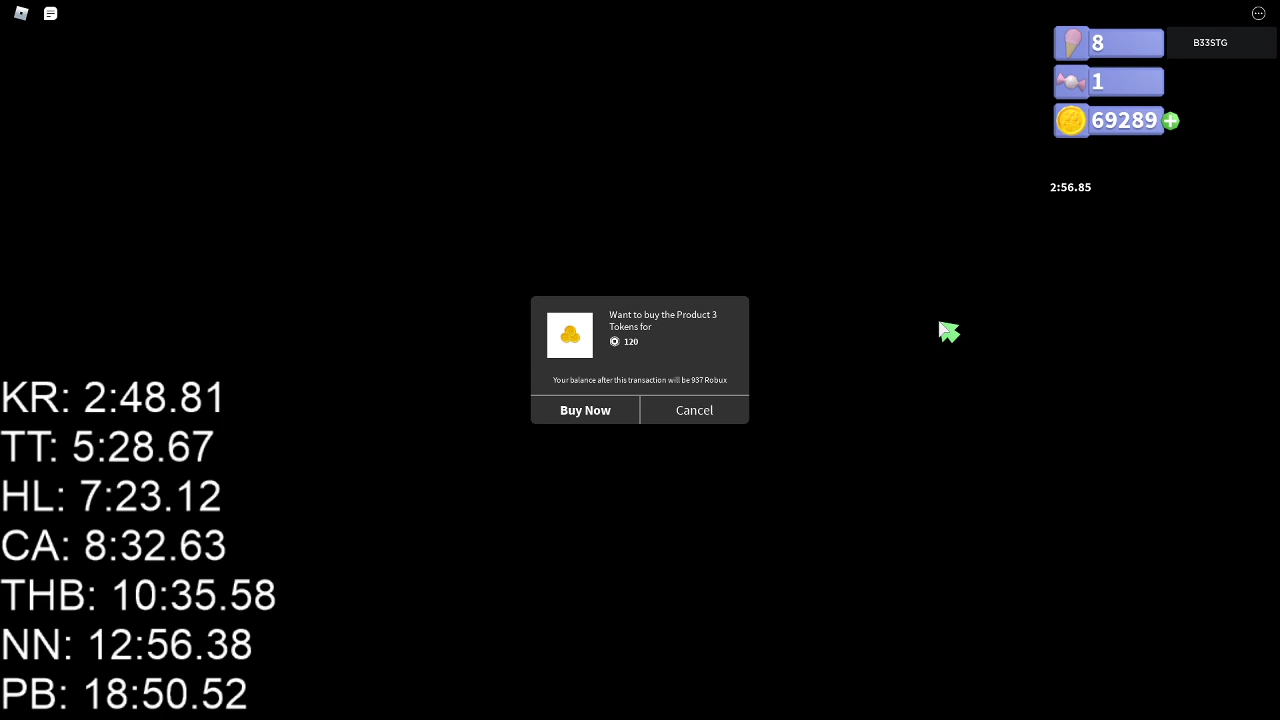 8
B33STG
1
69289
2:56.85
Want to buy the Product 3
Tokens for
120
Your balance after this transaction will be 937 Robux
Buy Now
Cancel
KR: 2:48.81
TT: 5:28.67
HL: 7:23.12
CA: 8:32.63
THB: 10:35.58
NN: 12:56.38
PB: 18:50.52